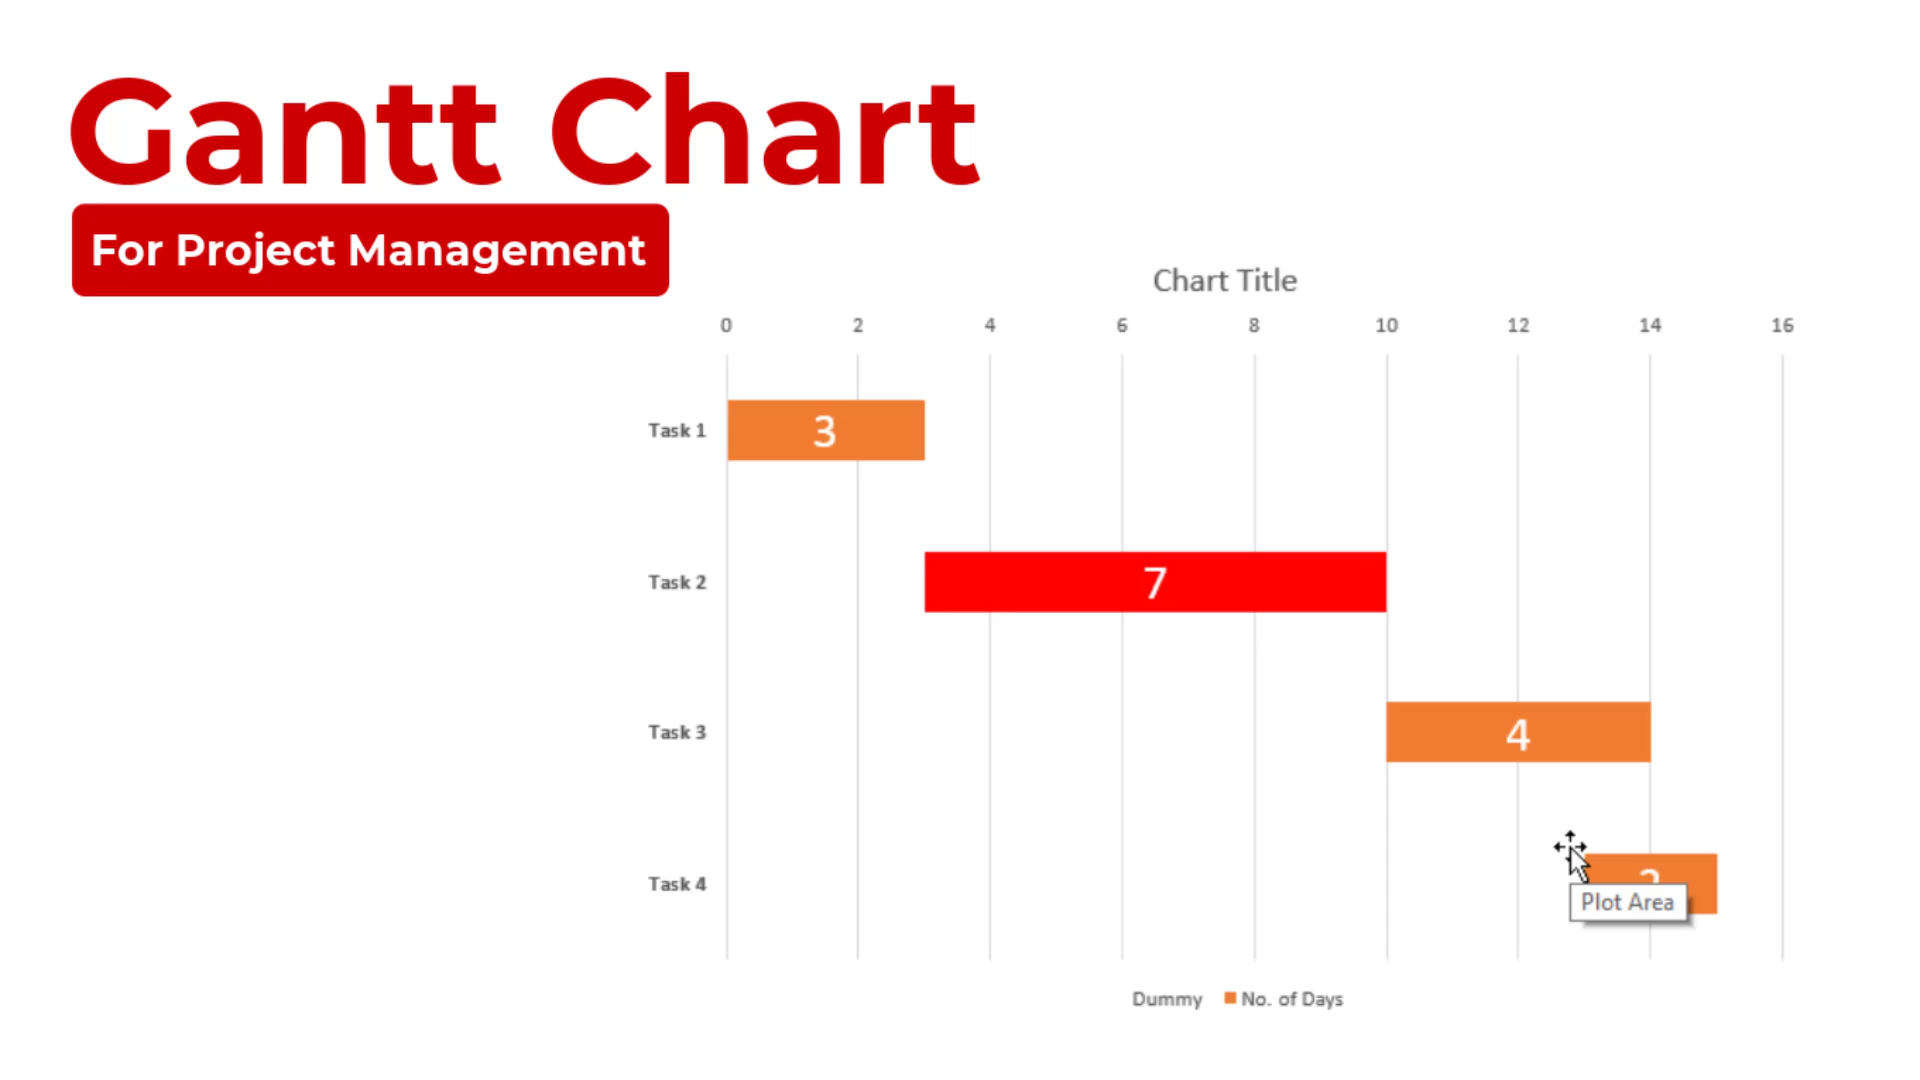 Gantt Chart
For Project Management
Chart Title
0 2 4 6 8 10 12 14 16
Task 1 3
Task 2 7
Task 3 4
Task 4
Plot Area
Dummy No. of Days